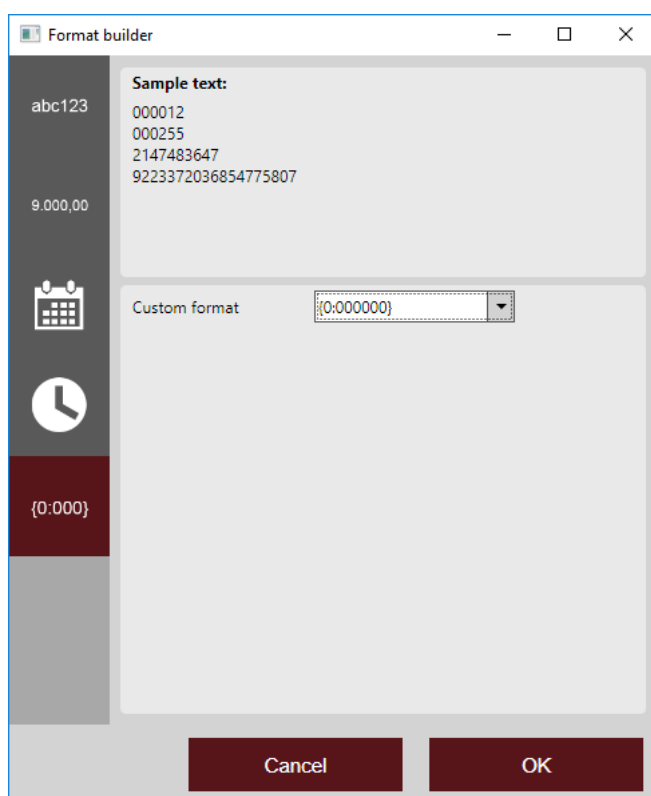 Format builder
abc123
9.000,00
{0:000}
Sample text:
000012
000255
2147483647
9223372036854775807
Custom format
{0:000000}
Cancel
OK